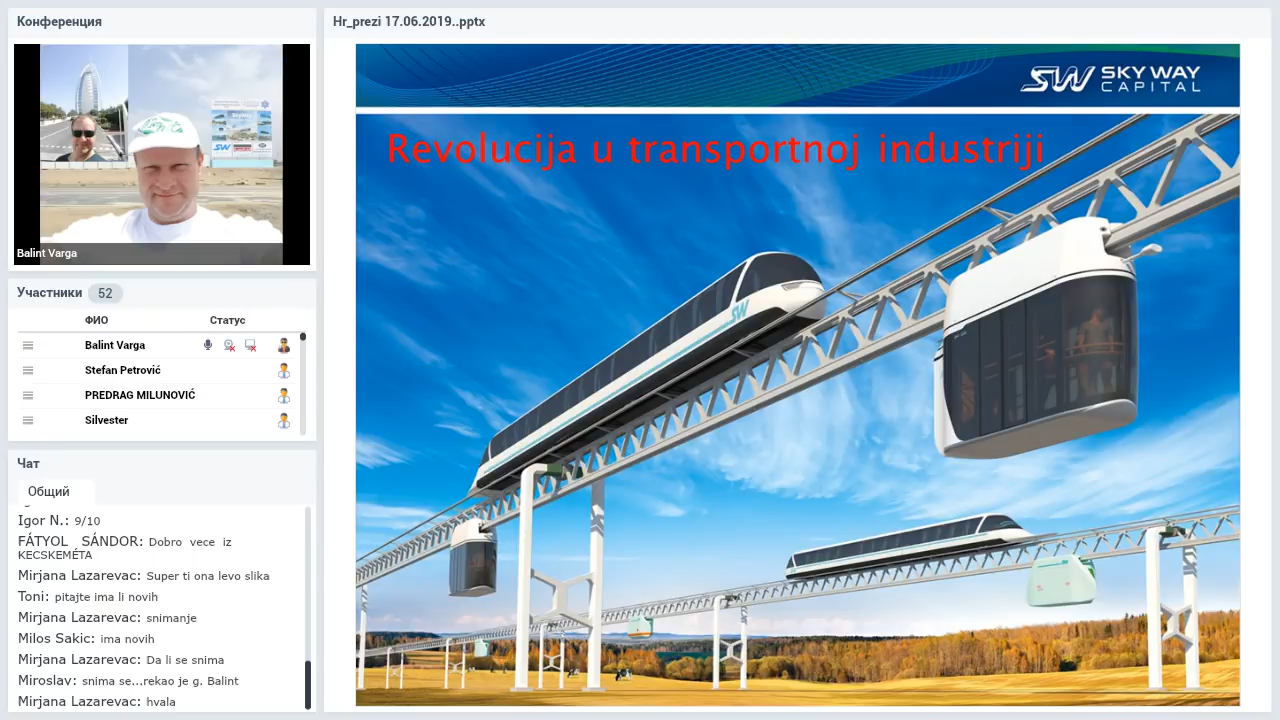 Конференция
Balint Varga
Участники 52
ФИО Статус
Balint Varga
Stefan Petrović
PREDRAG MILUNOVIĆ
Silvester
Чат
Общий
Igor N.: 9/10
FÁTYOL SÁNDOR: Dobro vece iz
KECSKEMÉTA
Mirjana Lazarevac: Super ti ona levo slika
Toni: pitajte ima li novih
Mirjana Lazarevac: snimanje
Milos Sakic: ima novih
Mirjana Lazarevac: Da li se snima
Miroslav: snima se...rekao je g. Balint
Mirjana Lazarevac: hvala
Hr_prezi 17.06.2019..pptx
SW SKY WAY
CAPITAL
Revolucija u transportnoj industriji
SW